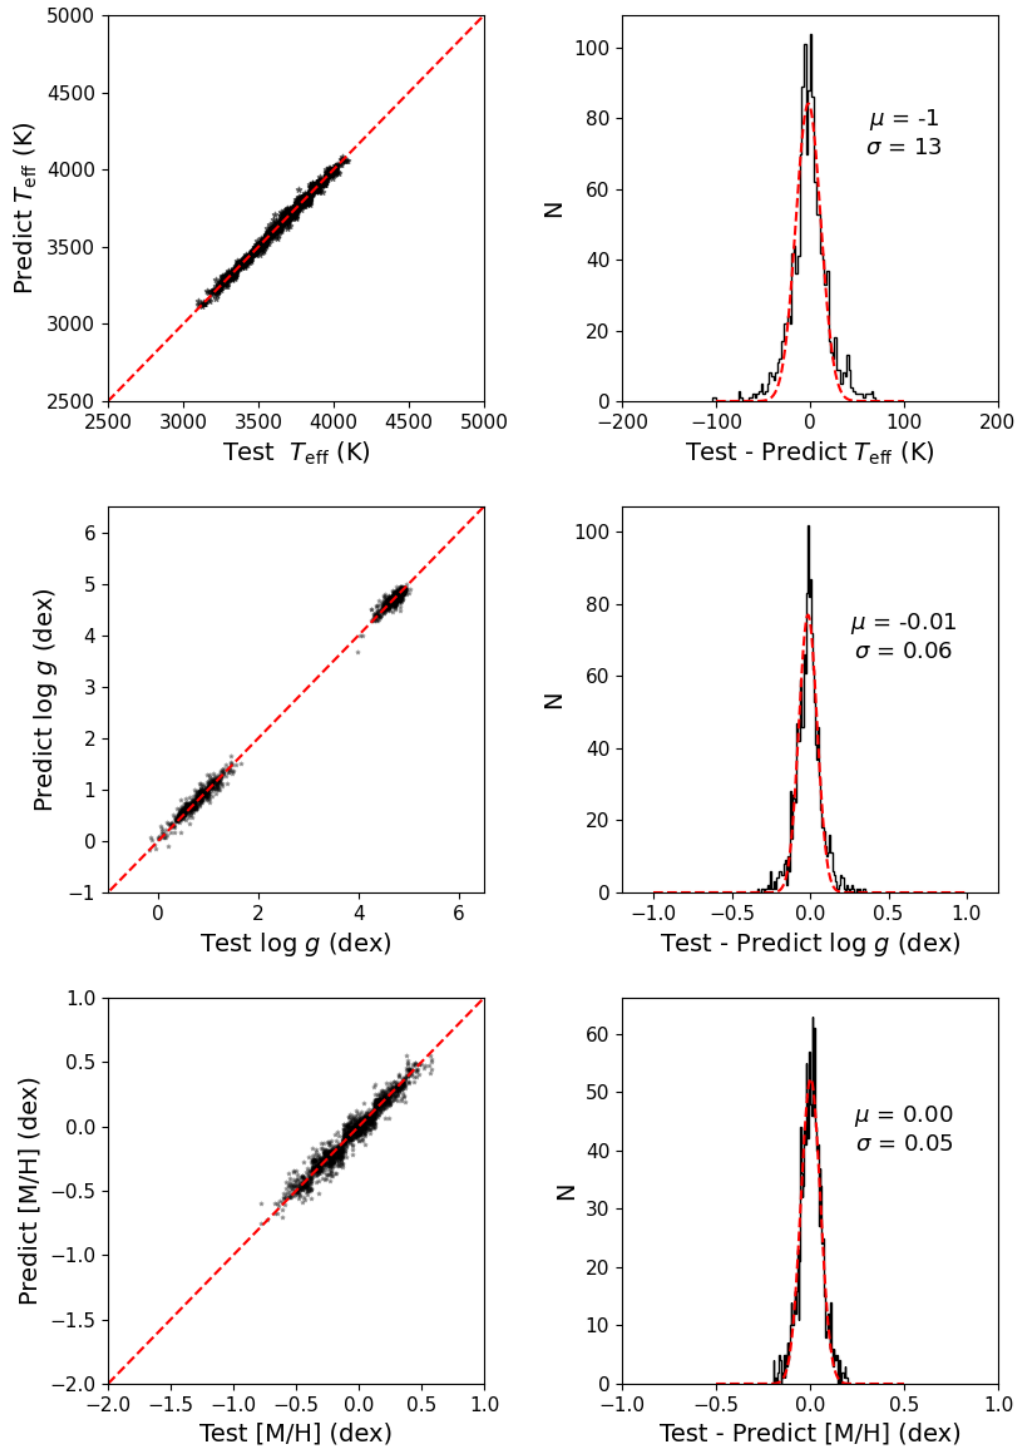 5000
4500
4000
3500
3000
2500
2500 3000 3500 4000 4500 5000
Predict T_eff (K)
Test T_eff (K)
100
80
60
40
20
0
−200 −100 0 100 200
N
μ = -1
σ = 13
Test - Predict T_eff (K)
6
5
4
3
2
1
0
−1
0 2 4 6
Predict log g (dex)
Test log g (dex)
100
80
60
40
20
0
−1.0 −0.5 0.0 0.5 1.0
N
μ = -0.01
σ = 0.06
Test - Predict log g (dex)
1.0
0.5
0.0
−0.5
−1.0
−1.5
−2.0
−2.0 −1.5 −1.0 −0.5 0.0 0.5 1.0
Predict [M/H] (dex)
Test [M/H] (dex)
60
50
40
30
20
10
0
−1.0 −0.5 0.0 0.5 1.0
N
μ = 0.00
σ = 0.05
Test - Predict [M/H] (dex)